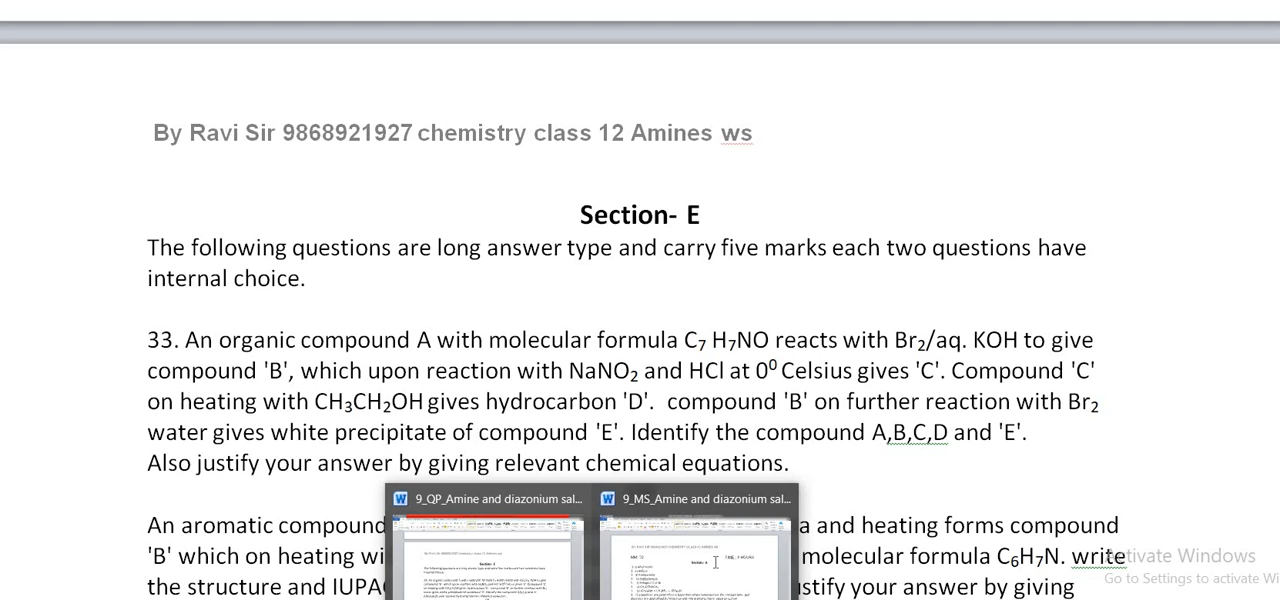 By Ravi Sir 9868921927 chemistry class 12 Amines ws
Section- E
The following questions are long answer type and carry five marks each two questions have
internal choice.
33. An organic compound A with molecular formula C₇ H₇NO reacts with Br₂/aq. KOH to give
compound 'B', which upon reaction with NaNO₂ and HCl at 0⁰ Celsius gives 'C'. Compound 'C'
on heating with CH₃CH₂OH gives hydrocarbon 'D'. compound 'B' on further reaction with Br₂
water gives white precipitate of compound 'E'. Identify the compound A,B,C,D and 'E'.
Also justify your answer by giving relevant chemical equations.
9_QP_Amine and diazonium sal... 9_MS_Amine and diazonium sal...
An aromatic compound a and heating forms compound
'B' which on heating wi molecular formula C₆H₇N. write
the structure and IUPA stify your answer by giving
Activate Windows
Go to Settings to activate Wi